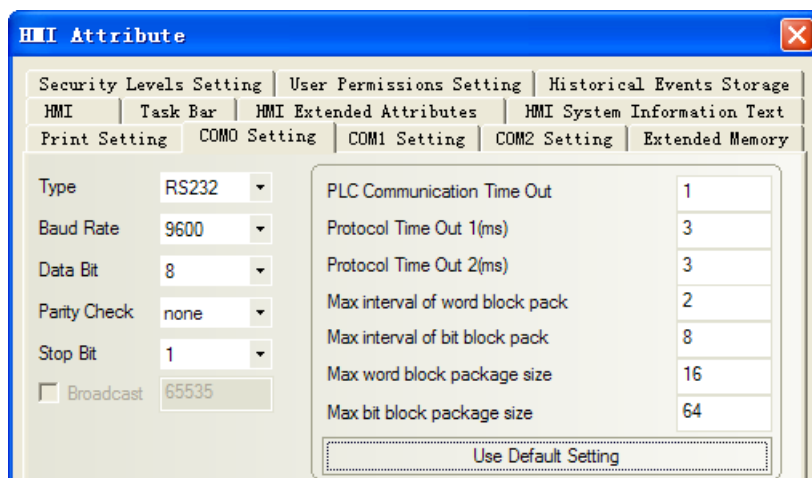 HMI Attribute
Security Levels Setting User Permissions Setting Historical Events Storage
HMI Task Bar HMI Extended Attributes HMI System Information Text
Print Setting COM0 Setting COM1 Setting COM2 Setting Extended Memory
Type RS232 PLC Communication Time Out 1
Baud Rate 9600 Protocol Time Out 1(ms) 3
Data Bit 8 Protocol Time Out 2(ms) 3
Parity Check none Max interval of word block pack 2
Stop Bit 1 Max interval of bit block pack 8
Broadcast 65535 Max word block package size 16
Max bit block package size 64
Use Default Setting